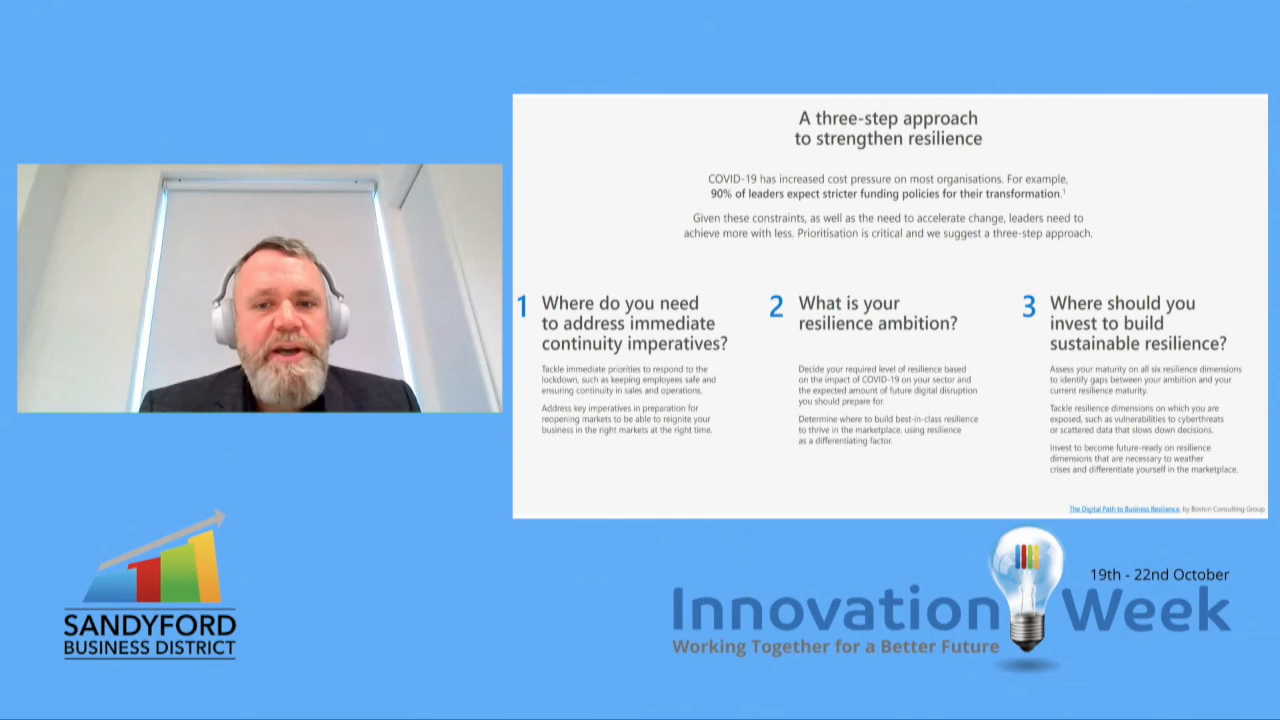 A three-step approach
to strengthen resilience
COVID-19 has increased cost pressure on most organisations. For example,
90% of leaders expect stricter funding policies for their transformation.¹
Given these constraints, as well as the need to accelerate change, leaders need to
achieve more with less. Prioritisation is critical and we suggest a three-step approach.
1 Where do you need
to address immediate
continuity imperatives?
Tackle immediate priorities to respond to the
lockdown, such as keeping employees safe and
ensuring continuity in sales and operations.
Address key imperatives in preparation for
reopening markets to be able to reignite your
business in the right markets at the right time.
2 What is your
resilience ambition?
Decide your required level of resilience based
on the impact of COVID-19 on your sector and
the expected amount of future digital disruption
you should prepare for.
Determine where to build best-in-class resilience
to thrive in the marketplace, using resilience
as a differentiating factor.
3 Where should you
invest to build
sustainable resilience?
Assess your maturity on all six resilience dimensions
to identify gaps between your ambition and your
current resilience maturity.
Tackle resilience dimensions on which you are
exposed, such as vulnerabilities to cyberthreats
or scattered data that slows down decisions.
Invest to become future-ready on resilience
dimensions that are necessary to weather
crises and differentiate yourself in the marketplace.
The Digital Path to Business Resilience, by Boston Consulting Group
SANDYFORD
BUSINESS DISTRICT
19th - 22nd October
Innovation Week
Working Together for a Better Future